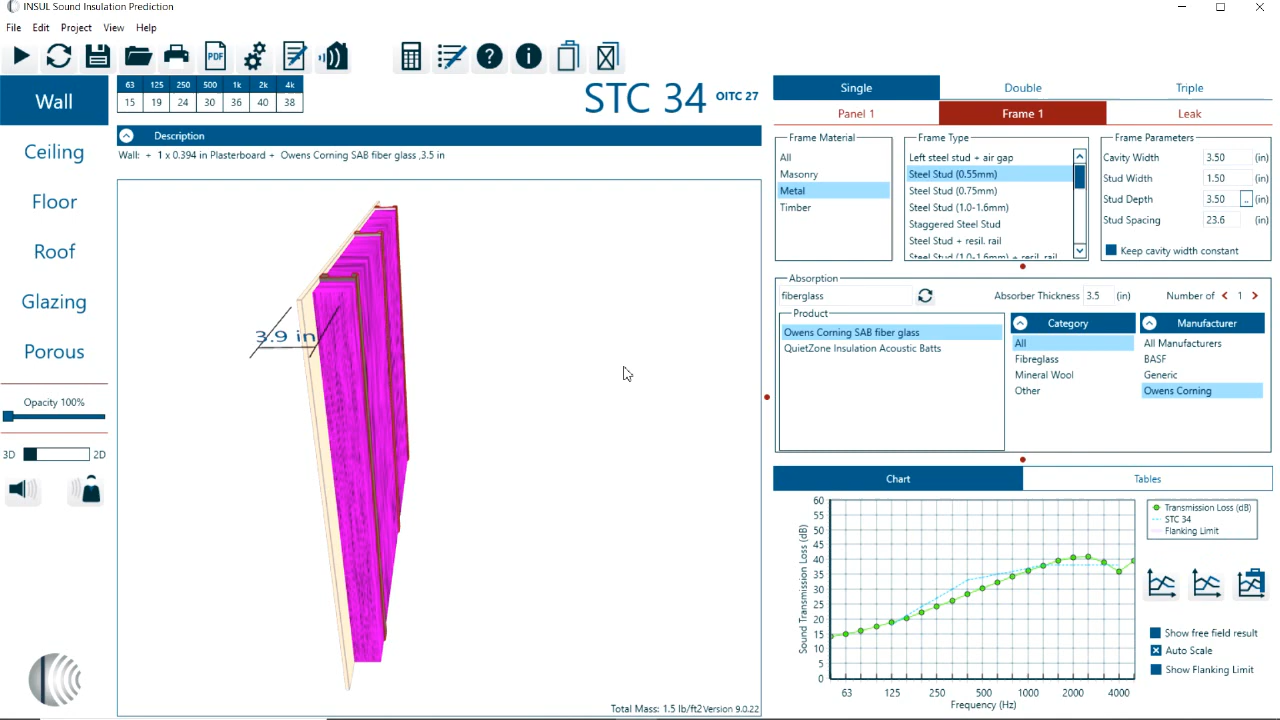 INSUL Sound Insulation Prediction
File Edit Project View Help
PDF
63 125 250 500 1k 2k 4k
15 19 24 30 36 40 38
STC 34 OITC 27
Wall
Ceiling
Floor
Roof
Glazing
Porous
Opacity 100%
3D 2D
Description
Wall: + 1 x 0.394 in Plasterboard + Owens Corning SAB fiber glass ,3.5 in
3.9 in
Total Mass: 1.5 lb/ft2 Version 9.0.22
Single Double Triple
Panel 1 Frame 1 Leak
Frame Material
All
Masonry
Metal
Timber
Frame Type
Left steel stud + air gap
Steel Stud (0.55mm)
Steel Stud (0.75mm)
Steel Stud (1.0-1.6mm)
Staggered Steel Stud
Steel Stud + resil. rail
Steel Stud (1.0-1.6mm) + resil. rail
Frame Parameters
Cavity Width 3.50 (in)
Stud Width 1.50 (in)
Stud Depth 3.50 .. (in)
Stud Spacing 23.6 (in)
Keep cavity width constant
Absorption
fiberglass Absorber Thickness 3.5 (in) Number of < 1 >
Product
Owens Corning SAB fiber glass
QuietZone Insulation Acoustic Batts
Category
All
Fibreglass
Mineral Wool
Other
Manufacturer
All Manufacturers
BASF
Generic
Owens Corning
Chart Tables
Sound Transmission Loss (dB)
60
55
50
45
40
35
30
25
20
15
10
5
0
63 125 250 500 1000 2000 4000
Frequency (Hz)
Transmission Loss (dB)
STC 34
Flanking Limit
Show free field result
Auto Scale
Show Flanking Limit